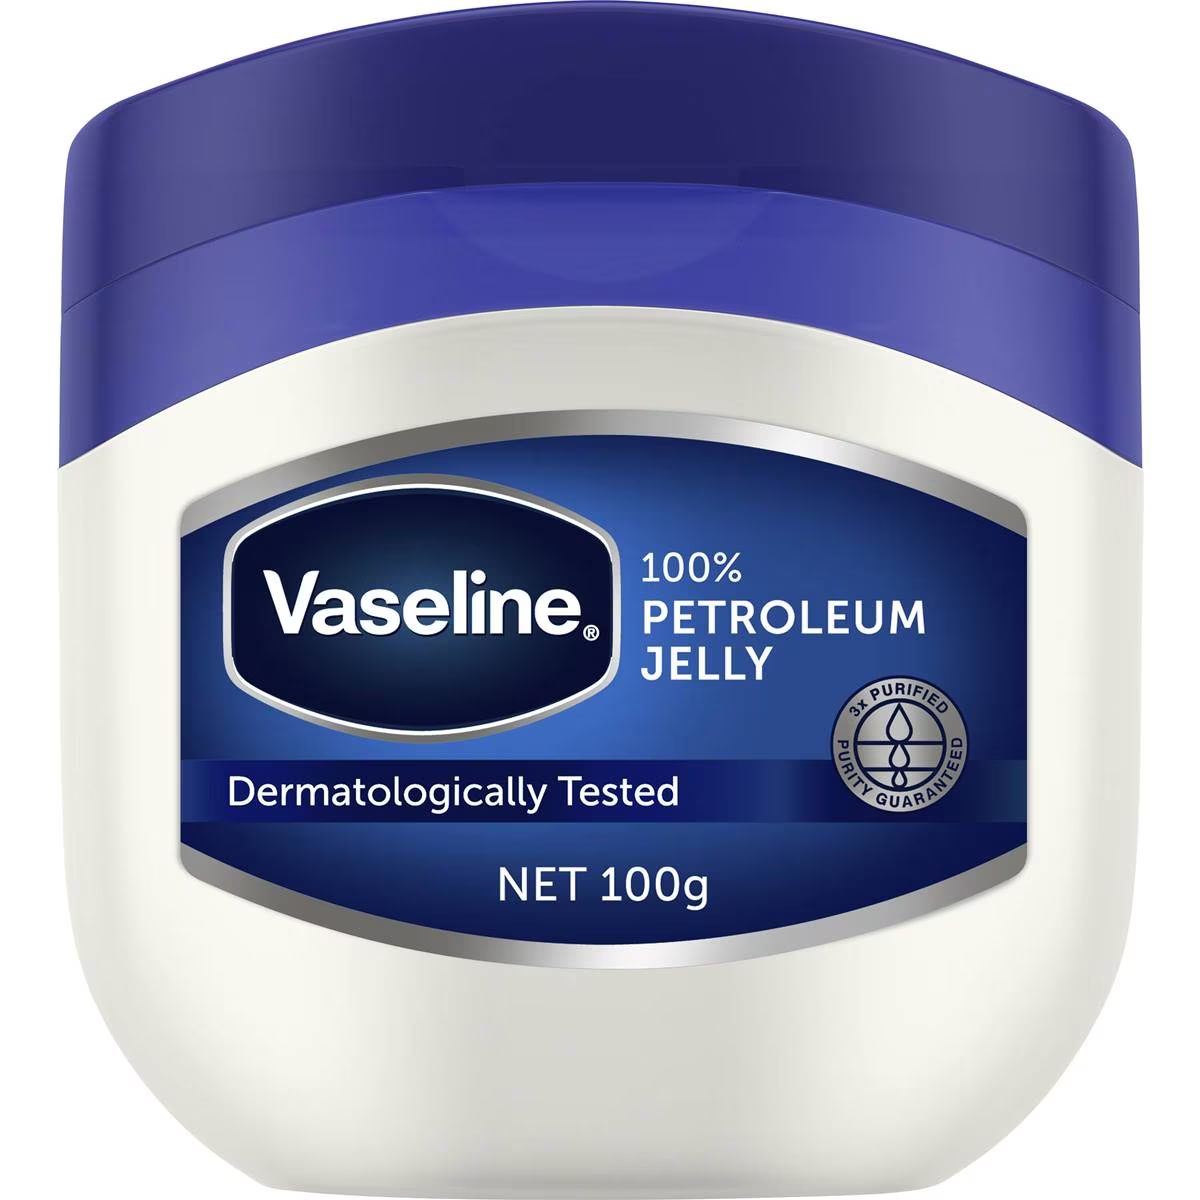 Vaseline®
100%
PETROLEUM
JELLY
3x PURIFIED
PURITY GUARANTEED
Dermatologically Tested
NET 100g